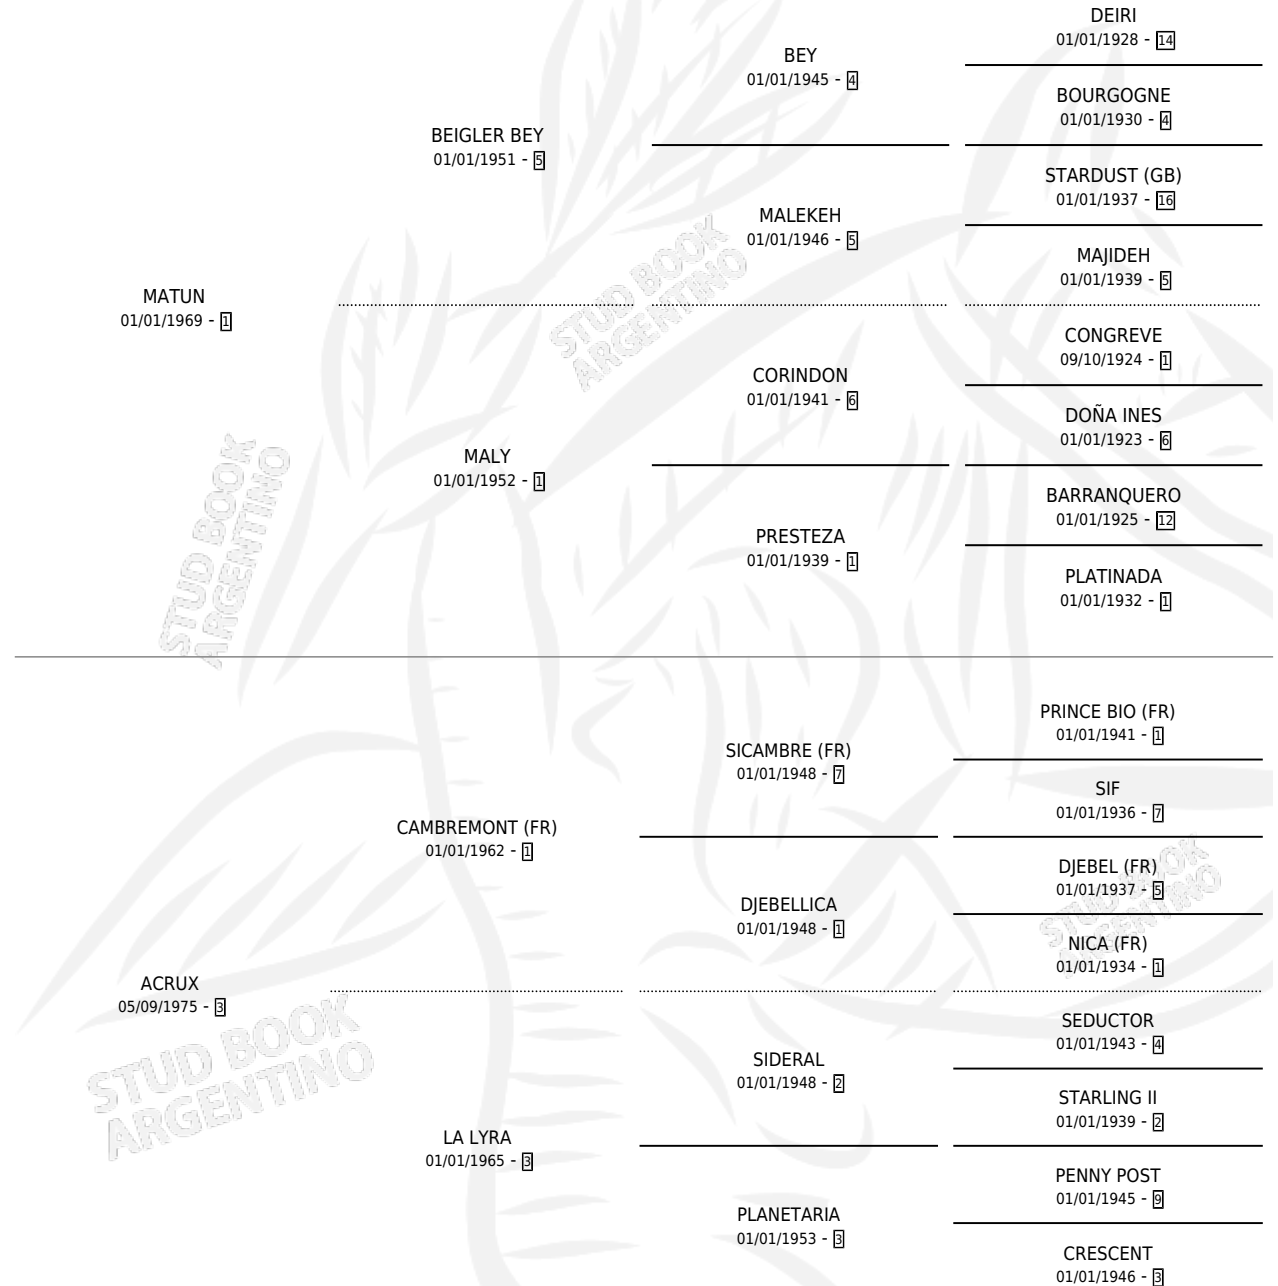 DEIRI
01/01/1928 - 14
BEY
01/01/1945 - 4
BOURGOGNE
01/01/1930 - 4
BEIGLER BEY
01/01/1951 - 5
STARDUST (GB)
01/01/1937 - 16
MALEKEH
01/01/1946 - 5
MAJIDEH
01/01/1939 - 5
MATUN
01/01/1969 - 1
CONGREVE
09/10/1924 - 1
CORINDON
01/01/1941 - 6
DOÑA INES
01/01/1923 - 6
MALY
01/01/1952 - 1
BARRANQUERO
01/01/1925 - 12
PRESTEZA
01/01/1939 - 1
PLATINADA
01/01/1932 - 1
PRINCE BIO (FR)
01/01/1941 - 1
SICAMBRE (FR)
01/01/1948 - 7
SIF
01/01/1936 - 7
CAMBREMONT (FR)
01/01/1962 - 1
DJEBEL (FR)
01/01/1937 - 5
DJEBELLICA
01/01/1948 - 1
NICA (FR)
01/01/1934 - 1
ACRUX
05/09/1975 - 3
SEDUCTOR
01/01/1943 - 4
SIDERAL
01/01/1948 - 2
STARLING II
01/01/1939 - 2
LA LYRA
01/01/1965 - 3
PENNY POST
01/01/1945 - 9
PLANETARIA
01/01/1953 - 3
CRESCENT
01/01/1946 - 3
STUD BOOK
ARGENTINO
STUD BOOK
ARGENTINO
STUD BOOK
ARGENTINO
STUD BOOK
ARGENTINO